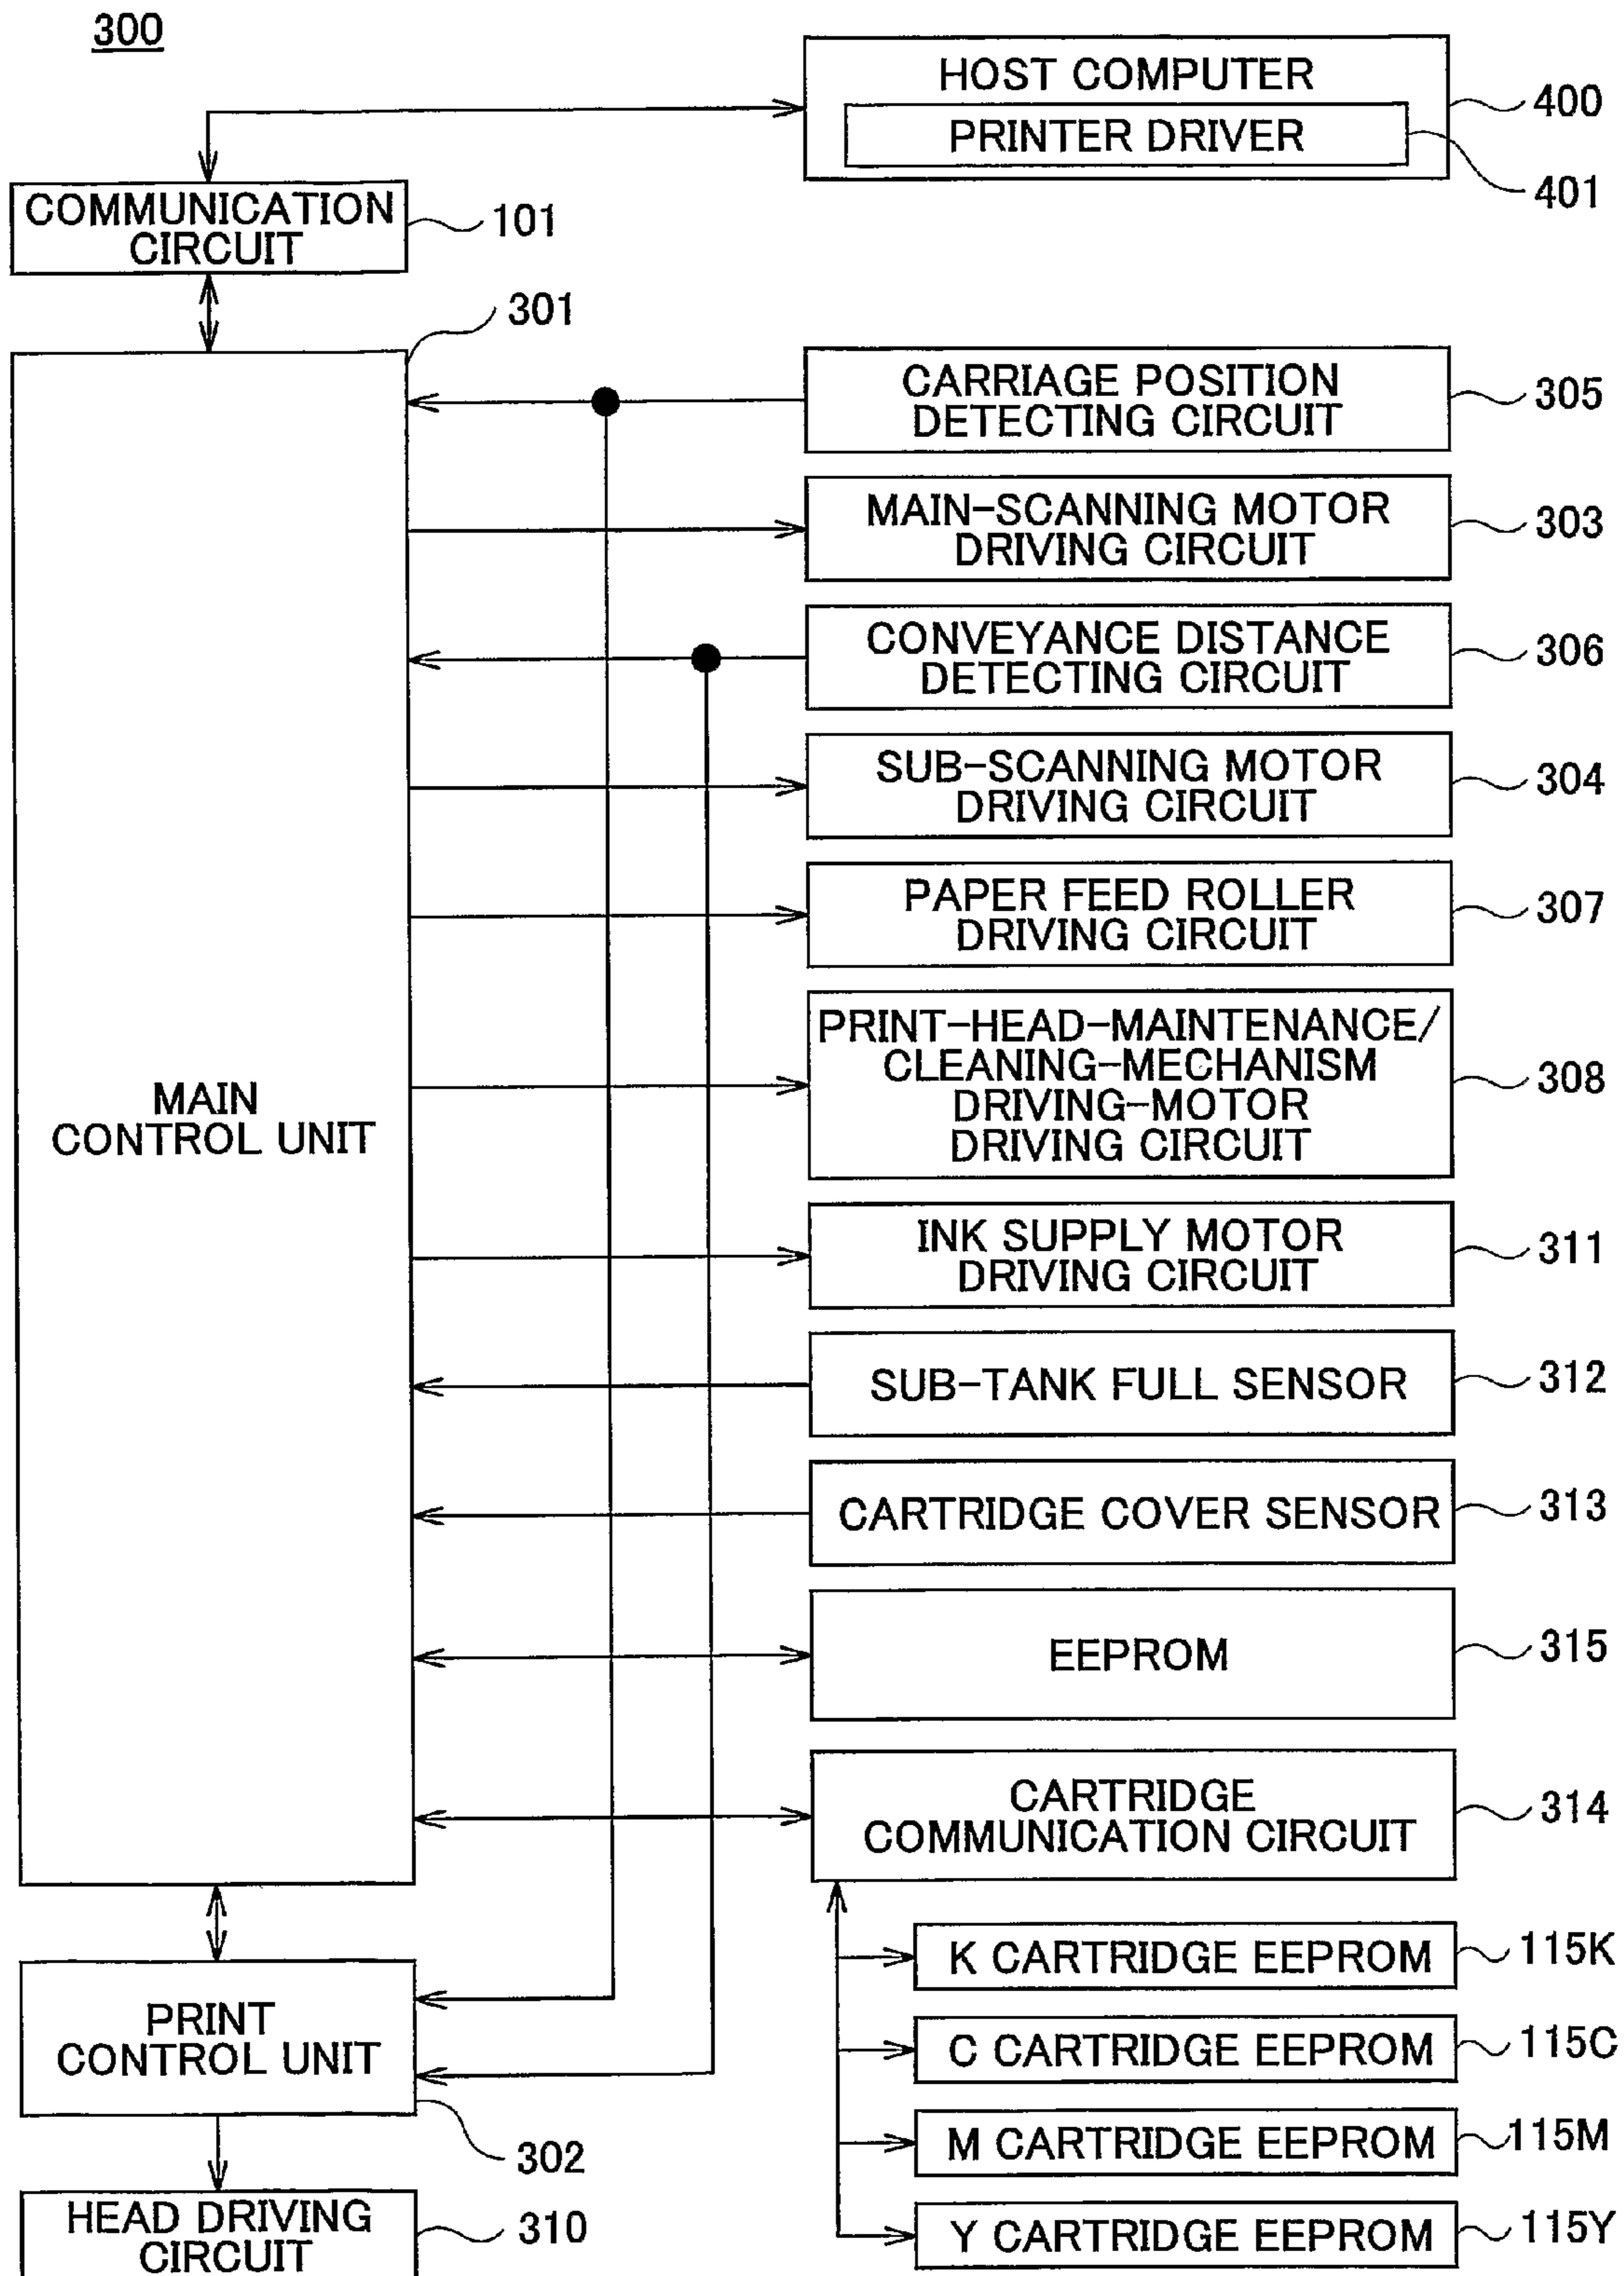 300
HOST COMPUTER
PRINTER DRIVER
400
401
COMMUNICATION
CIRCUIT
101
301
MAIN
CONTROL UNIT
CARRIAGE POSITION
DETECTING CIRCUIT
305
MAIN-SCANNING MOTOR
DRIVING CIRCUIT
303
CONVEYANCE DISTANCE
DETECTING CIRCUIT
306
SUB-SCANNING MOTOR
DRIVING CIRCUIT
304
PAPER FEED ROLLER
DRIVING CIRCUIT
307
PRINT-HEAD-MAINTENANCE/
CLEANING-MECHANISM
DRIVING-MOTOR
DRIVING CIRCUIT
308
INK SUPPLY MOTOR
DRIVING CIRCUIT
311
SUB-TANK FULL SENSOR
312
CARTRIDGE COVER SENSOR
313
EEPROM
315
CARTRIDGE
COMMUNICATION CIRCUIT
314
K CARTRIDGE EEPROM
115K
C CARTRIDGE EEPROM
115C
M CARTRIDGE EEPROM
115M
Y CARTRIDGE EEPROM
115Y
PRINT
CONTROL UNIT
302
HEAD DRIVING
CIRCUIT
310